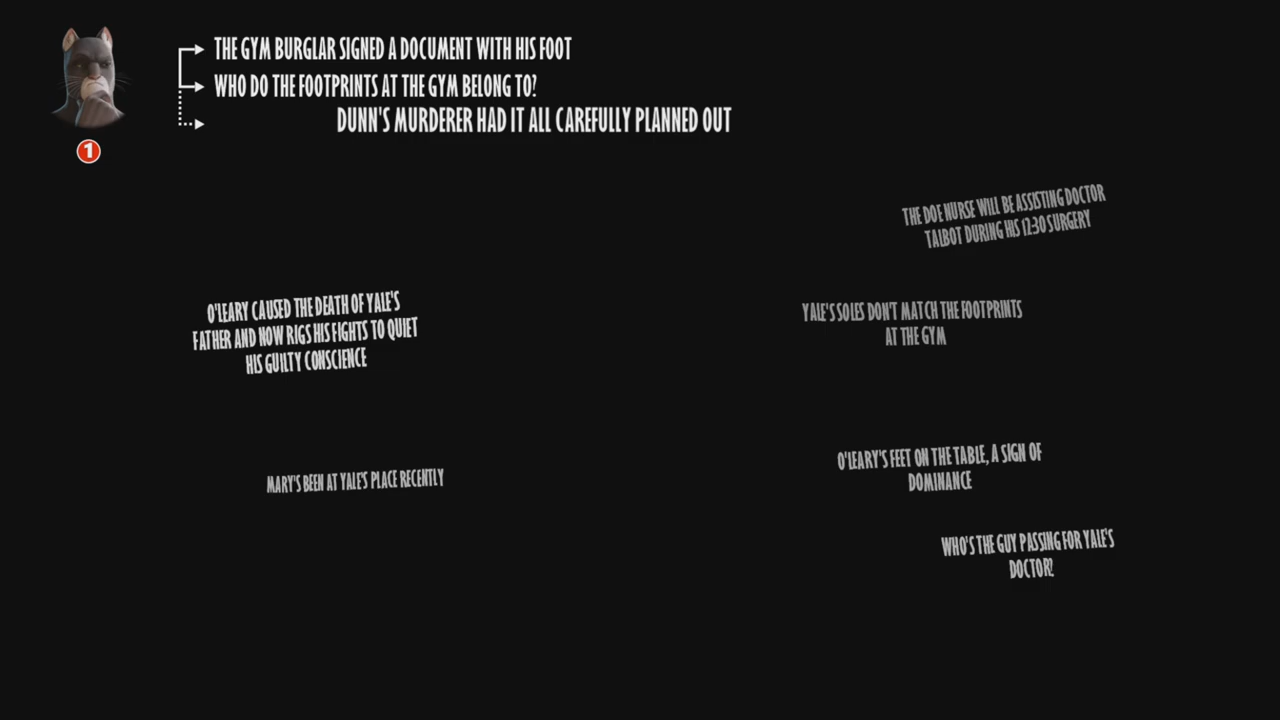 THE GYM BURGLAR SIGNED A DOCUMENT WITH HIS FOOT
WHO DO THE FOOTPRINTS AT THE GYM BELONG TO?
DUNN'S MURDERER HAD IT ALL CAREFULLY PLANNED OUT
1
THE DOE NURSE WILL BE ASSISTING DOCTOR
TALBOT DURING HIS 12:30 SURGERY
O'LEARY CAUSED THE DEATH OF YALE'S
FATHER AND NOW RIGS HIS FIGHTS TO QUIET
HIS GUILTY CONSCIENCE
YALE'S SOLES DON'T MATCH THE FOOTPRINTS
AT THE GYM
MARY'S BEEN AT YALE'S PLACE RECENTLY
O'LEARY'S FEET ON THE TABLE, A SIGN OF
DOMINANCE
WHO'S THE GUY PASSING FOR YALE'S
DOCTOR?